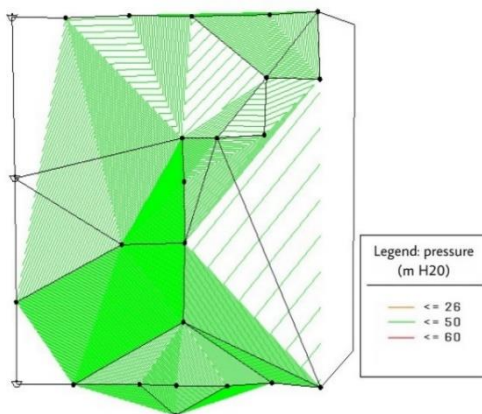 Legend: pressure
(m H20)
<= 26
<= 50
<= 60